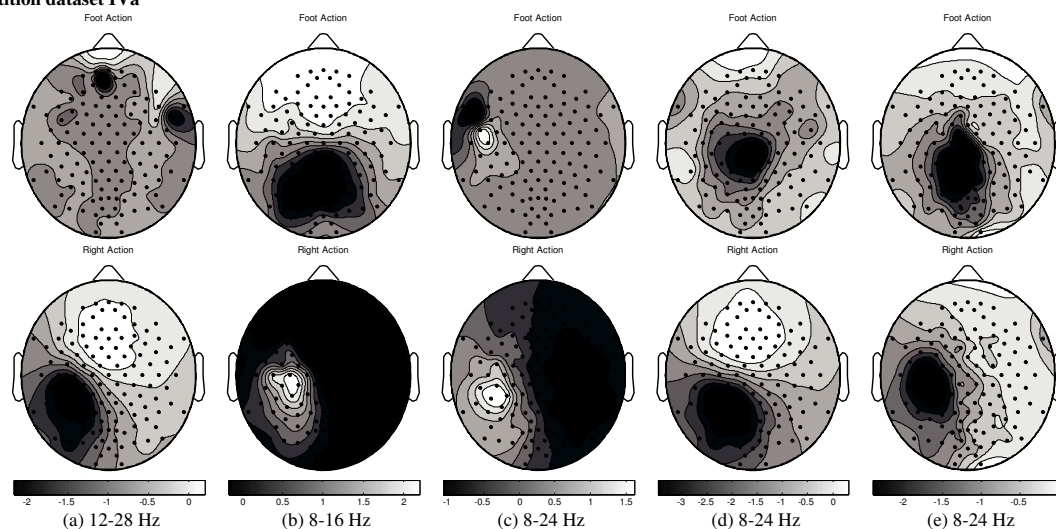 tition dataset IVa
Foot Action Foot Action Foot Action Foot Action Foot Action
Right Action Right Action Right Action Right Action Right Action
-2 -1.5 -1 -0.5 0 0 0.5 1 1.5 2 -1 -0.5 0 0.5 1 1.5 -3 -2.5 -2 -1.5 -1 -0.5 0 -2 -1.5 -1 -0.5
(a) 12-28 Hz (b) 8-16 Hz (c) 8-24 Hz (d) 8-24 Hz (e) 8-24 Hz